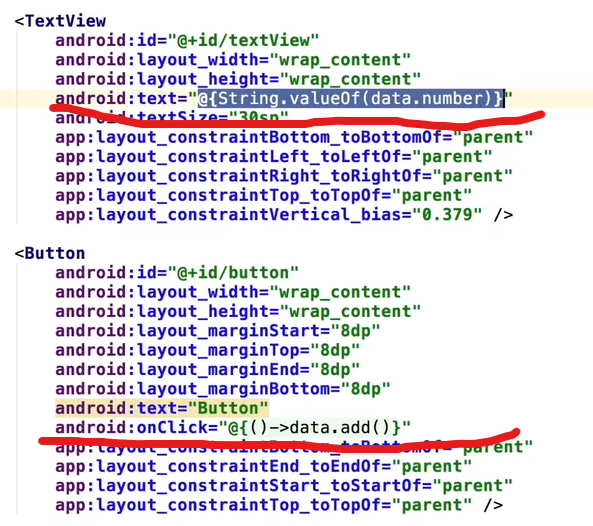 <TextView
android:id="@+id/textView"
android:layout_width="wrap_content"
android:layout_height="wrap_content"
android:text="@{String.valueOf(data.number)}"
android:textSize="30sp"
app:layout_constraintBottom_toBottomOf="parent"
app:layout_constraintLeft_toLeftOf="parent"
app:layout_constraintRight_toRightOf="parent"
app:layout_constraintTop_toTopOf="parent"
app:layout_constraintVertical_bias="0.379" />
<Button
android:id="@+id/button"
android:layout_width="wrap_content"
android:layout_height="wrap_content"
android:layout_marginStart="8dp"
android:layout_marginTop="8dp"
android:layout_marginEnd="8dp"
android:layout_marginBottom="8dp"
android:text="Button"
android:onClick="@{()->data.add()}"
app:layout_constraintBottom_toBottomOf="parent"
app:layout_constraintEnd_toEndOf="parent"
app:layout_constraintStart_toStartOf="parent"
app:layout_constraintTop_toTopOf="parent" />